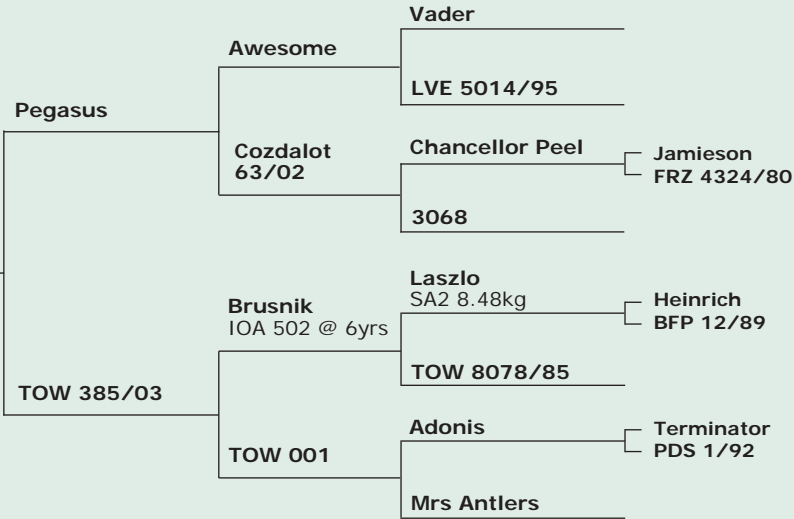 Vader
Awesome
LVE 5014/95
Pegasus
Cozdalot
63/02
Chancellor Peel
Jamieson
FRZ 4324/80
3068
Laszlo
SA2 8.48kg
Brusnik
IOA 502 @ 6yrs
Heinrich
BFP 12/89
TOW 8078/85
TOW 385/03
Adonis
Terminator
PDS 1/92
TOW 001
Mrs Antlers